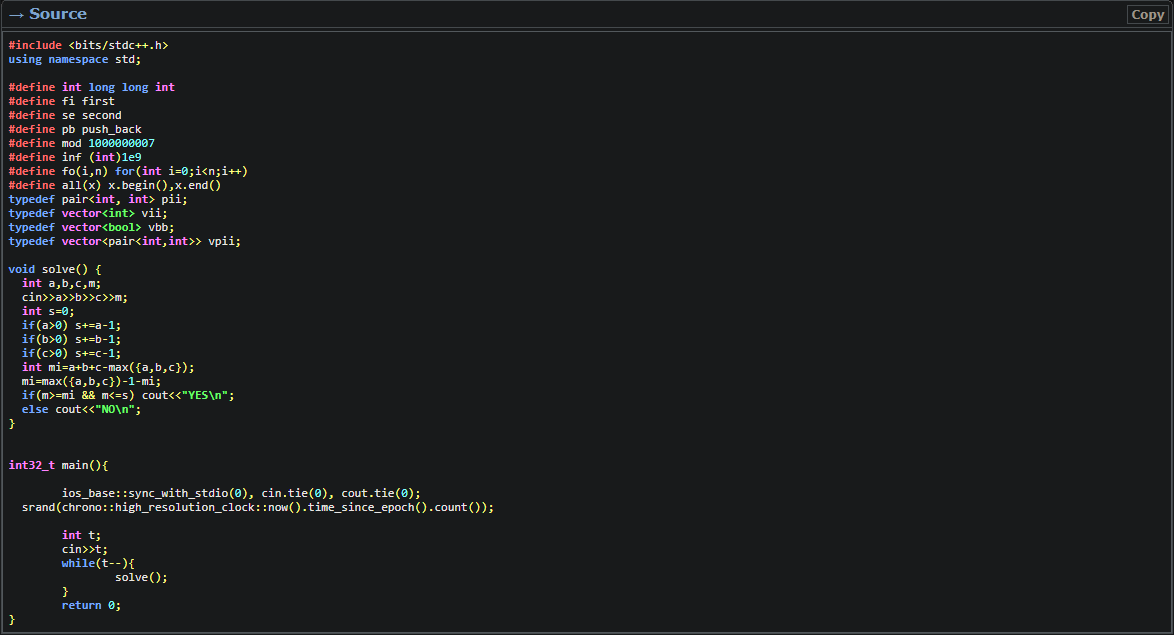 → Source
Copy
#include <bits/stdc++.h>
using namespace std;
#define int long long int
#define fi first
#define se second
#define pb push_back
#define mod 1000000007
#define inf (int)1e9
#define fo(i,n) for(int i=0;i<n;i++)
#define all(x) x.begin(),x.end()
typedef pair<int, int> pii;
typedef vector<int> vii;
typedef vector<bool> vbb;
typedef vector<pair<int,int>> vpii;
void solve() {
  int a,b,c,m;
  cin>>a>>b>>c>>m;
  int s=0;
  if(a>0) s+=a-1;
  if(b>0) s+=b-1;
  if(c>0) s+=c-1;
  int mi=a+b+c-max({a,b,c});
  mi=max({a,b,c})-1-mi;
  if(m>=mi && m<=s) cout<<"YES\n";
  else cout<<"NO\n";
}
int32_t main(){
        ios_base::sync_with_stdio(0), cin.tie(0), cout.tie(0);
  srand(chrono::high_resolution_clock::now().time_since_epoch().count());
        int t;
        cin>>t;
        while(t--){
                solve();
        }
        return 0;
}